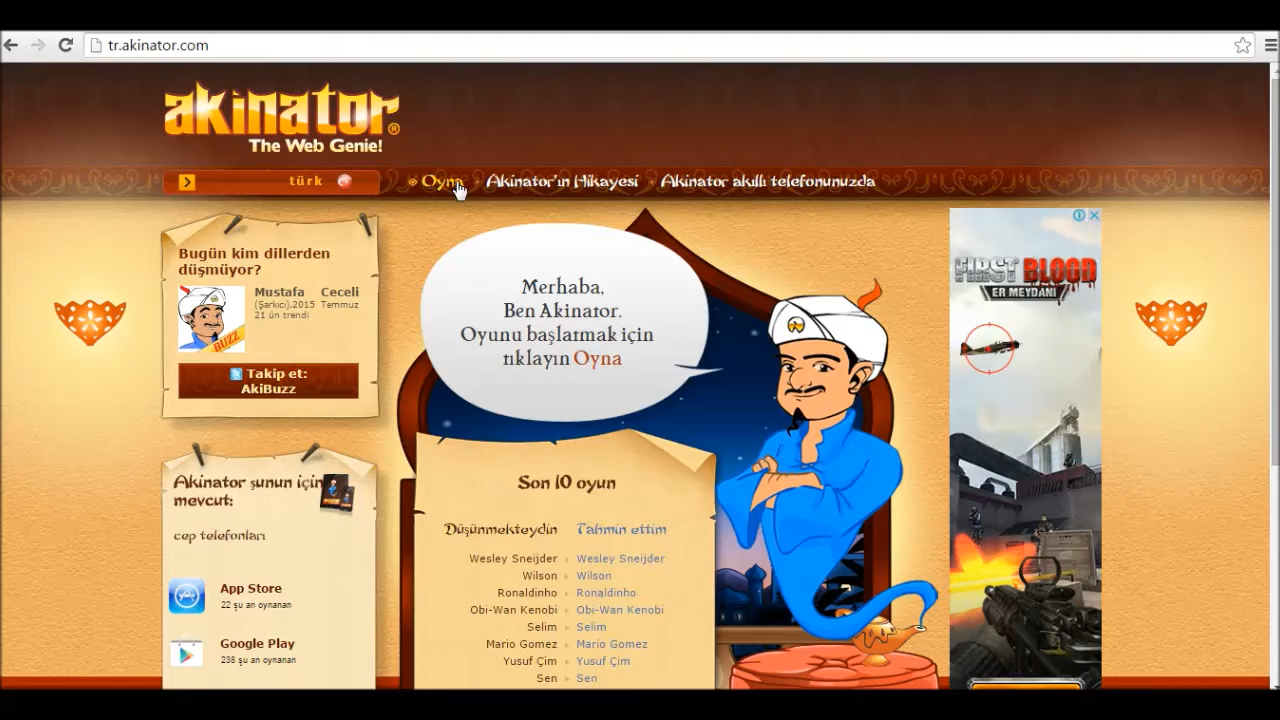 tr.akinator.com
akinator®
The Web Genie!
türk
Oyna
Akinator'ın Hikayesi
Akinator akıllı telefonunuzda
Bugün kim dillerden
düşmüyor?
Mustafa Ceceli
(Şarkıcı),2015 Temmuz
21 ün trendi
BUZZ
Takip et:
AkiBuzz
Merhaba,
Ben Akinator.
Oyunu başlatmak için
tıklayın Oyna
Akinator şunun için
mevcut:
cep telefonları
App Store
22 şu an oynanan
Google Play
238 şu an oynanan
Son 10 oyun
Düşünmekteydin Tahmin ettim
Wesley Sneijder Wesley Sneijder
Wilson Wilson
Ronaldinho Ronaldinho
Obi-Wan Kenobi Obi-Wan Kenobi
Selim Selim
Mario Gomez Mario Gomez
Yusuf Çim Yusuf Çim
Sen Sen
FIRST BLOOD
ER MEYDANI